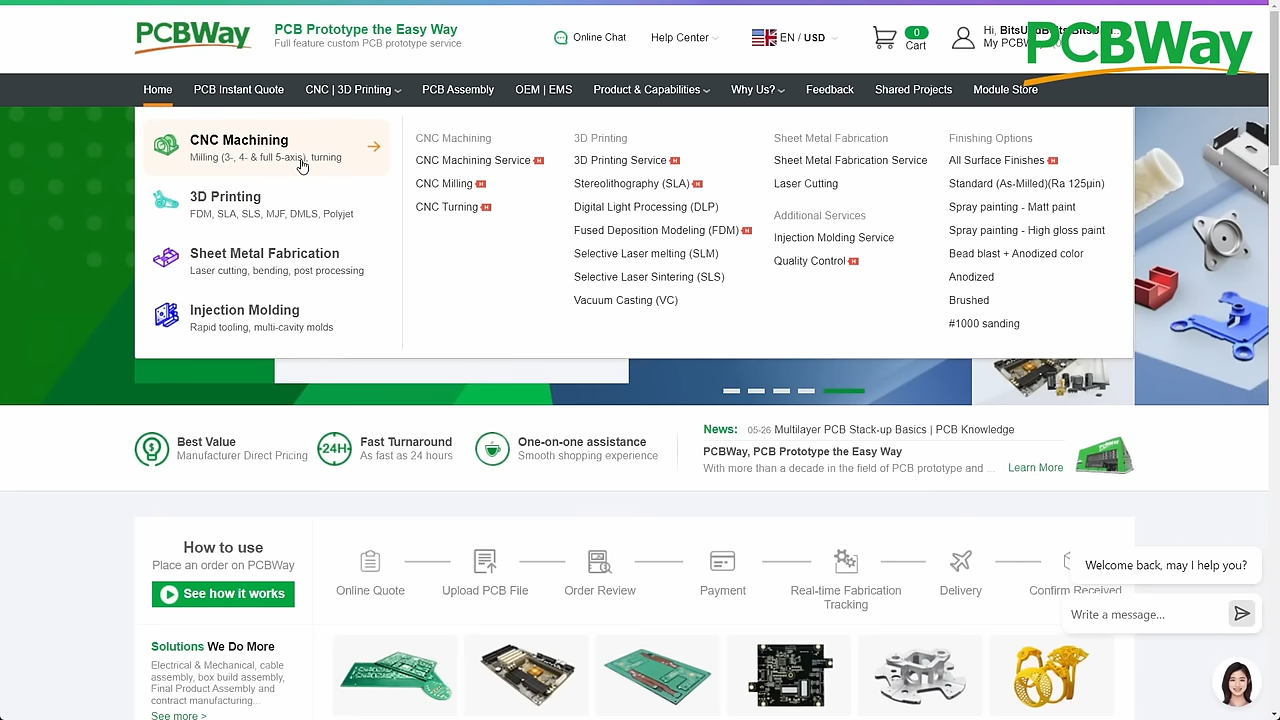 PCBWay
PCB Prototype the Easy Way
Full feature custom PCB prototype service
Online Chat
Help Center
EN / USD
0
Cart
Hi,
My PCBW
PCBWay
Home
PCB Instant Quote
CNC | 3D Printing
PCB Assembly
OEM | EMS
Product & Capabilities
Why Us?
Feedback
Shared Projects
Module Store
CNC Machining
Milling (3-, 4- & full 5-axis), turning
3D Printing
FDM, SLA, SLS, MJF, DMLS, Polyjet
Sheet Metal Fabrication
Laser cutting, bending, post processing
Injection Molding
Rapid tooling, multi-cavity molds
CNC Machining
CNC Machining Service H
CNC Milling H
CNC Turning H
3D Printing
3D Printing Service H
Stereolithography (SLA) H
Digital Light Processing (DLP)
Fused Deposition Modeling (FDM) H
Selective Laser melting (SLM)
Selective Laser Sintering (SLS)
Vacuum Casting (VC)
Sheet Metal Fabrication
Sheet Metal Fabrication Service
Laser Cutting
Additional Services
Injection Molding Service
Quality Control H
Finishing Options
All Surface Finishes H
Standard (As-Milled)(Ra 125µin)
Spray painting - Matt paint
Spray painting - High gloss paint
Bead blast + Anodized color
Anodized
Brushed
#1000 sanding
Best Value
Manufacturer Direct Pricing
24H
Fast Turnaround
As fast as 24 hours
One-on-one assistance
Smooth shopping experience
News: 05-26 Multilayer PCB Stack-up Basics | PCB Knowledge
PCBWay, PCB Prototype the Easy Way
With more than a decade in the field of PCB prototype and ... Learn More
How to use
Place an order on PCBWay
See how it works
Online Quote
Upload PCB File
Order Review
Payment
Real-time Fabrication
Tracking
Delivery
Confirm Received
Welcome back, may I help you?
Write a message...
Solutions We Do More
Electrical & Mechanical, cable
assembly, box build assembly,
Final Product Assembly and
contract manufacturing...
See more >